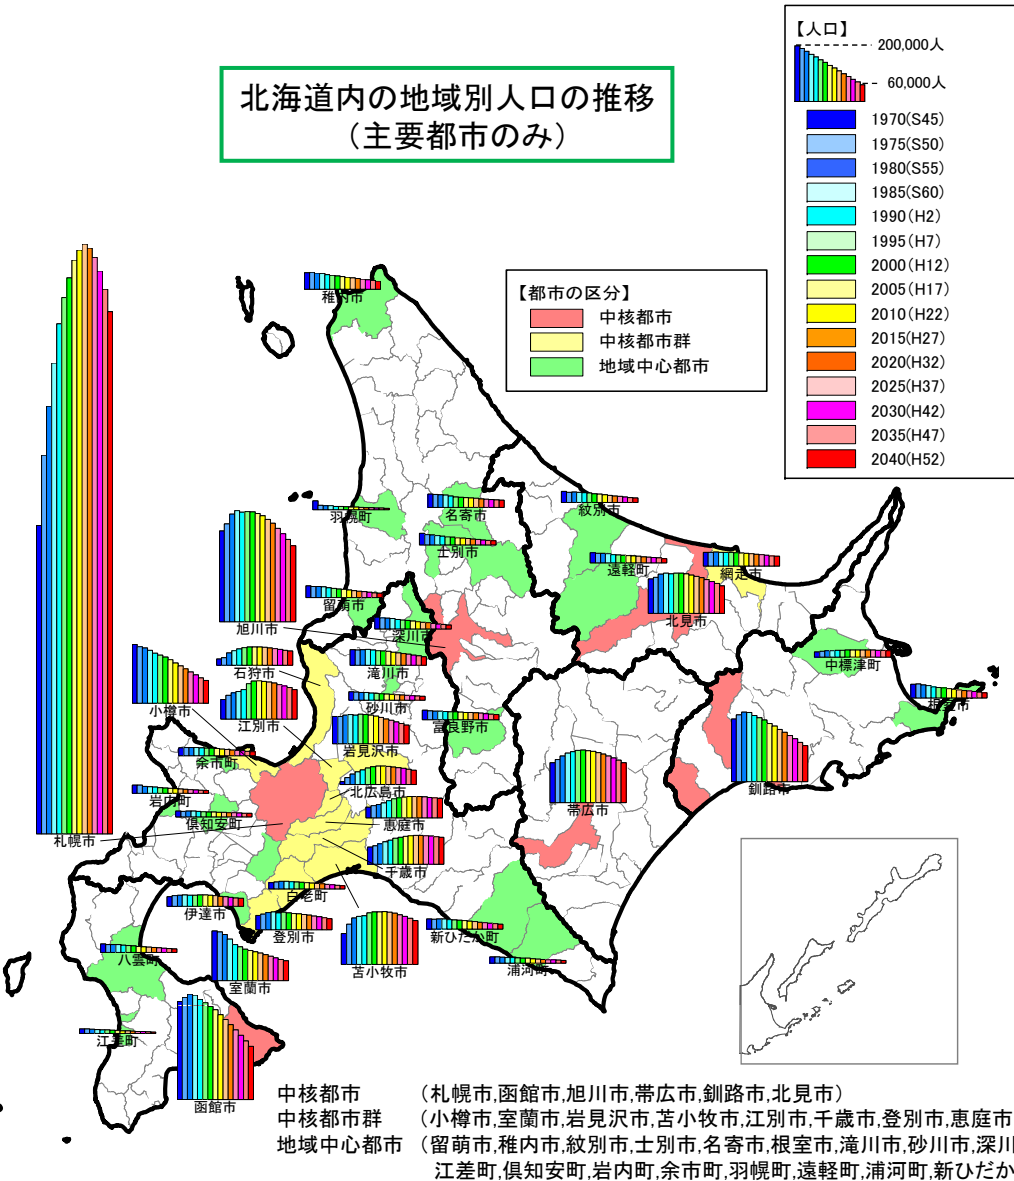 北海道内の地域別人口の推移
(主要都市のみ)
【人口】
200,000人
60,000人
1970(S45)
1975(S50)
1980(S55)
1985(S60)
1990(H2)
1995(H7)
2000(H12)
2005(H17)
2010(H22)
2015(H27)
2020(H32)
2025(H37)
2030(H42)
2035(H47)
2040(H52)
【都市の区分】
中核都市
中核都市群
地域中心都市
稚内市
羽幌町
名寄市
紋別市
士別市
遠軽町
網走市
留萌市
北見市
旭川市
深川市
石狩市
滝川市
中標津町
根室市
小樽市
砂川市
江別市
富良野市
岩見沢市
余市町
北広島市
岩内町
帯広市
釧路市
倶知安町
恵庭市
札幌市
千歳市
白老町
伊達市
登別市
新ひだか町
八雲町
苫小牧市
浦河町
室蘭市
江差町
函館市
中核都市 (札幌市,函館市,旭川市,帯広市,釧路市,北見市)
中核都市群 (小樽市,室蘭市,岩見沢市,苫小牧市,江別市,千歳市,登別市,恵庭市
地域中心都市 (留萌市,稚内市,紋別市,士別市,名寄市,根室市,滝川市,砂川市,深川
江差町,倶知安町,岩内町,余市町,羽幌町,遠軽町,浦河町,新ひだか